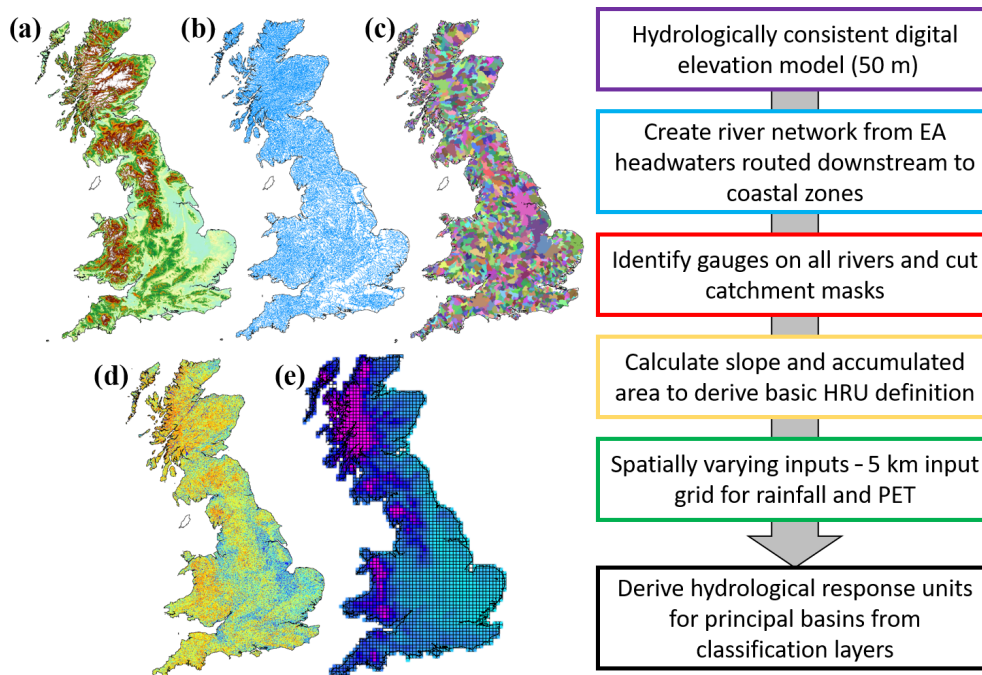 (a)
(b)
(c)
(d)
(e)
Hydrologically consistent digital
elevation model (50 m)
Create river network from EA
headwaters routed downstream to
coastal zones
Identify gauges on all rivers and cut
catchment masks
Calculate slope and accumulated
area to derive basic HRU definition
Spatially varying inputs – 5 km input
grid for rainfall and PET
Derive hydrological response units
for principal basins from
classification layers